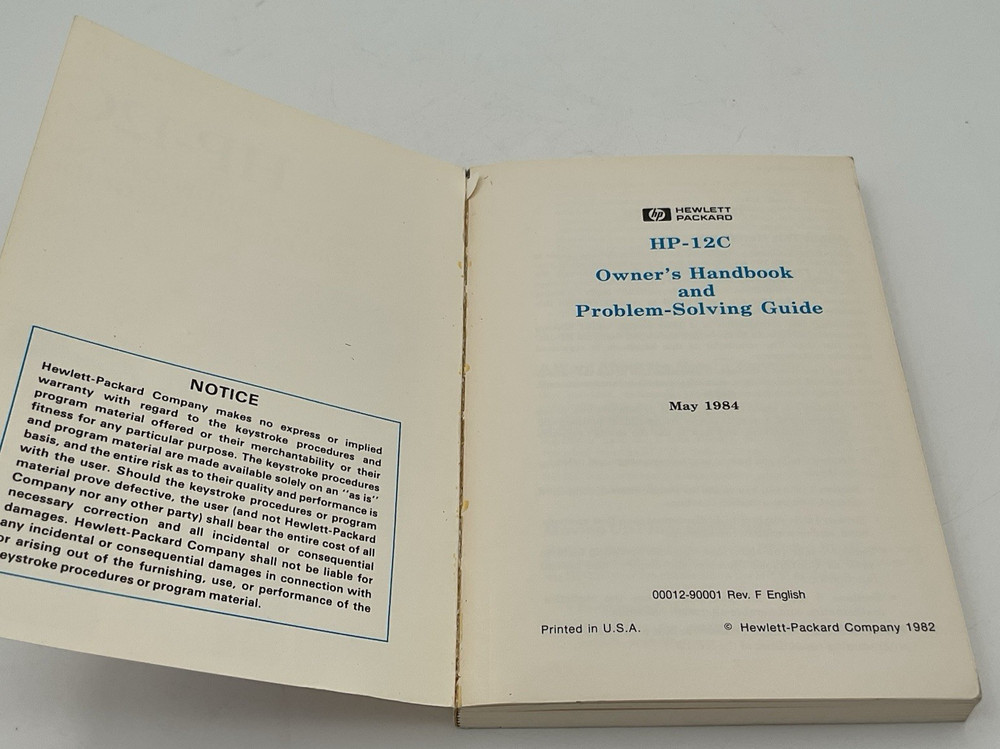 NOTICE
Hewlett-Packard Company makes no express or implied
warranty with regard to the keystroke procedures and
program material offered or their merchantability or their
fitness for any particular purpose. The keystroke procedures
and program material are made available solely on an "as is"
basis, and the entire risk as to their quality and performance is
with the user. Should the keystroke procedures or program
material prove defective, the user (and not Hewlett-Packard
Company nor any other party) shall bear the entire cost of all
necessary correction and all incidental or consequential
damages. Hewlett-Packard Company shall not be liable for
any incidental or consequential damages in connection with
or arising out of the furnishing, use, or performance of the
keystroke procedures or program material.
hp HEWLETT
PACKARD
HP-12C
Owner's Handbook
and
Problem-Solving Guide
May 1984
00012-90001 Rev. F English
Printed in U.S.A. © Hewlett-Packard Company 1982